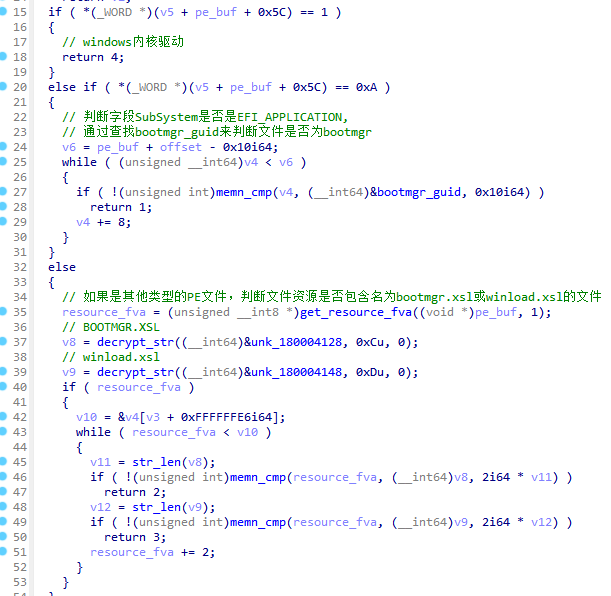 15 if ( *(_WORD *)(v5 + pe_buf + 0x5C) == 1 )
16 {
17 // windows内核驱动
18 return 4;
19 }
20 else if ( *(_WORD *)(v5 + pe_buf + 0x5C) == 0xA )
21 {
22 // 判断字段SubSystem是否是EFI_APPLICATION,
23 // 通过查找bootmgr_guid来判断文件是否为bootmgr
24 v6 = pe_buf + offset - 0x10i64;
25 while ( (unsigned __int64)v4 < v6 )
26 {
27 if ( !(unsigned int)memn_cmp(v4, (__int64)&bootmgr_guid, 0x10i64) )
28 return 1;
29 v4 += 8;
30 }
31 }
32 else
33 {
34 // 如果是其他类型的PE文件，判断文件资源是否包含名为bootmgr.xsl或winload.xsl的文件
35 resource_fva = (unsigned __int8 *)get_resource_fva((void *)pe_buf, 1);
36 // BOOTMGR.XSL
37 v8 = decrypt_str((__int64)&unk_180004128, 0xCu, 0);
38 // winload.xsl
39 v9 = decrypt_str((__int64)&unk_180004148, 0xDu, 0);
40 if ( resource_fva )
41 {
42 v10 = &v4[v3 + 0xFFFFFFE6i64];
43 while ( resource_fva < v10 )
44 {
45 v11 = str_len(v8);
46 if ( !(unsigned int)memn_cmp(resource_fva, (__int64)v8, 2i64 * v11) )
47 return 2;
48 v12 = str_len(v9);
49 if ( !(unsigned int)memn_cmp(resource_fva, (__int64)v9, 2i64 * v12) )
50 return 3;
51 resource_fva += 2;
52 }
53 }